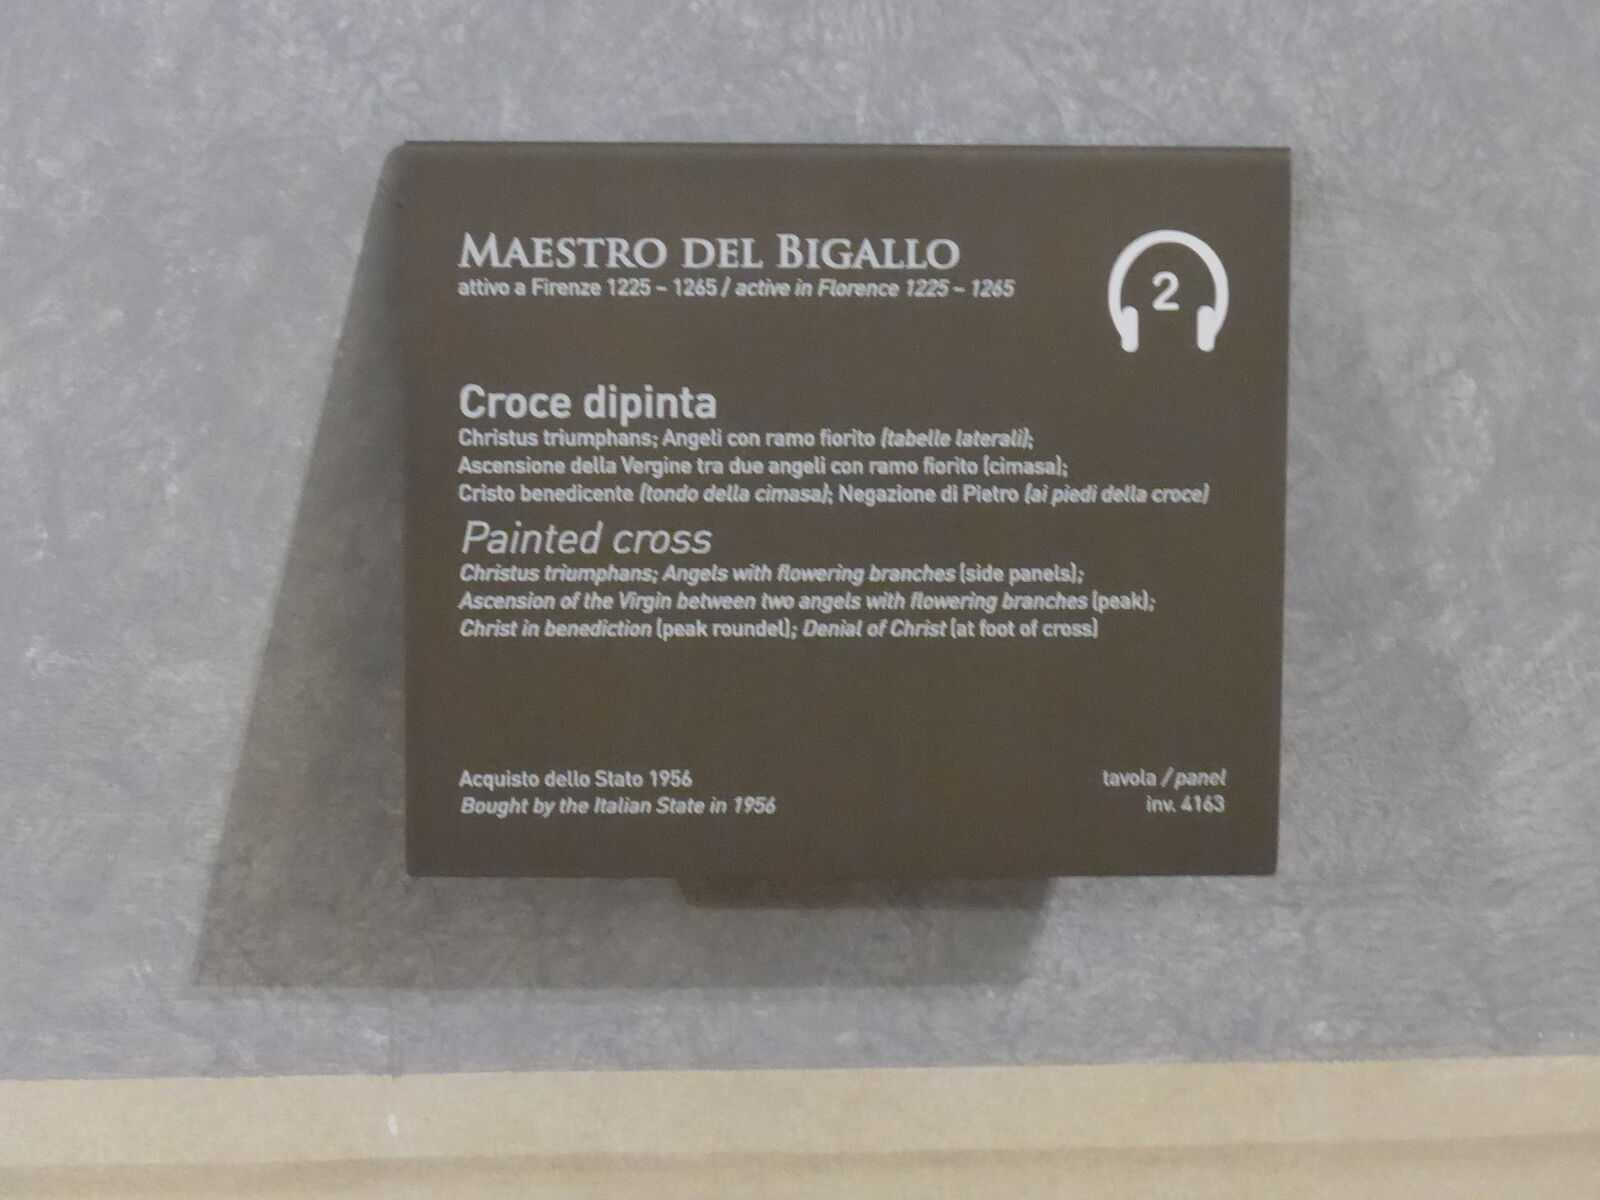 MAESTRO DEL BIGALLO
attivo a Firenze 1225 – 1265 / active in Florence 1225 – 1265
2
Croce dipinta
Christus triumphans; Angeli con ramo fiorito (tabelle laterali);
Ascensione della Vergine tra due angeli con ramo fiorito (cimasa);
Cristo benedicente (tondo della cimasa); Negazione di Pietro (ai piedi della croce)
Painted cross
Christus triumphans; Angels with flowering branches (side panels);
Ascension of the Virgin between two angels with flowering branches (peak);
Christ in benediction (peak roundel); Denial of Christ (at foot of cross)
Acquisto dello Stato 1956
Bought by the Italian State in 1956
tavola / panel
inv. 4163